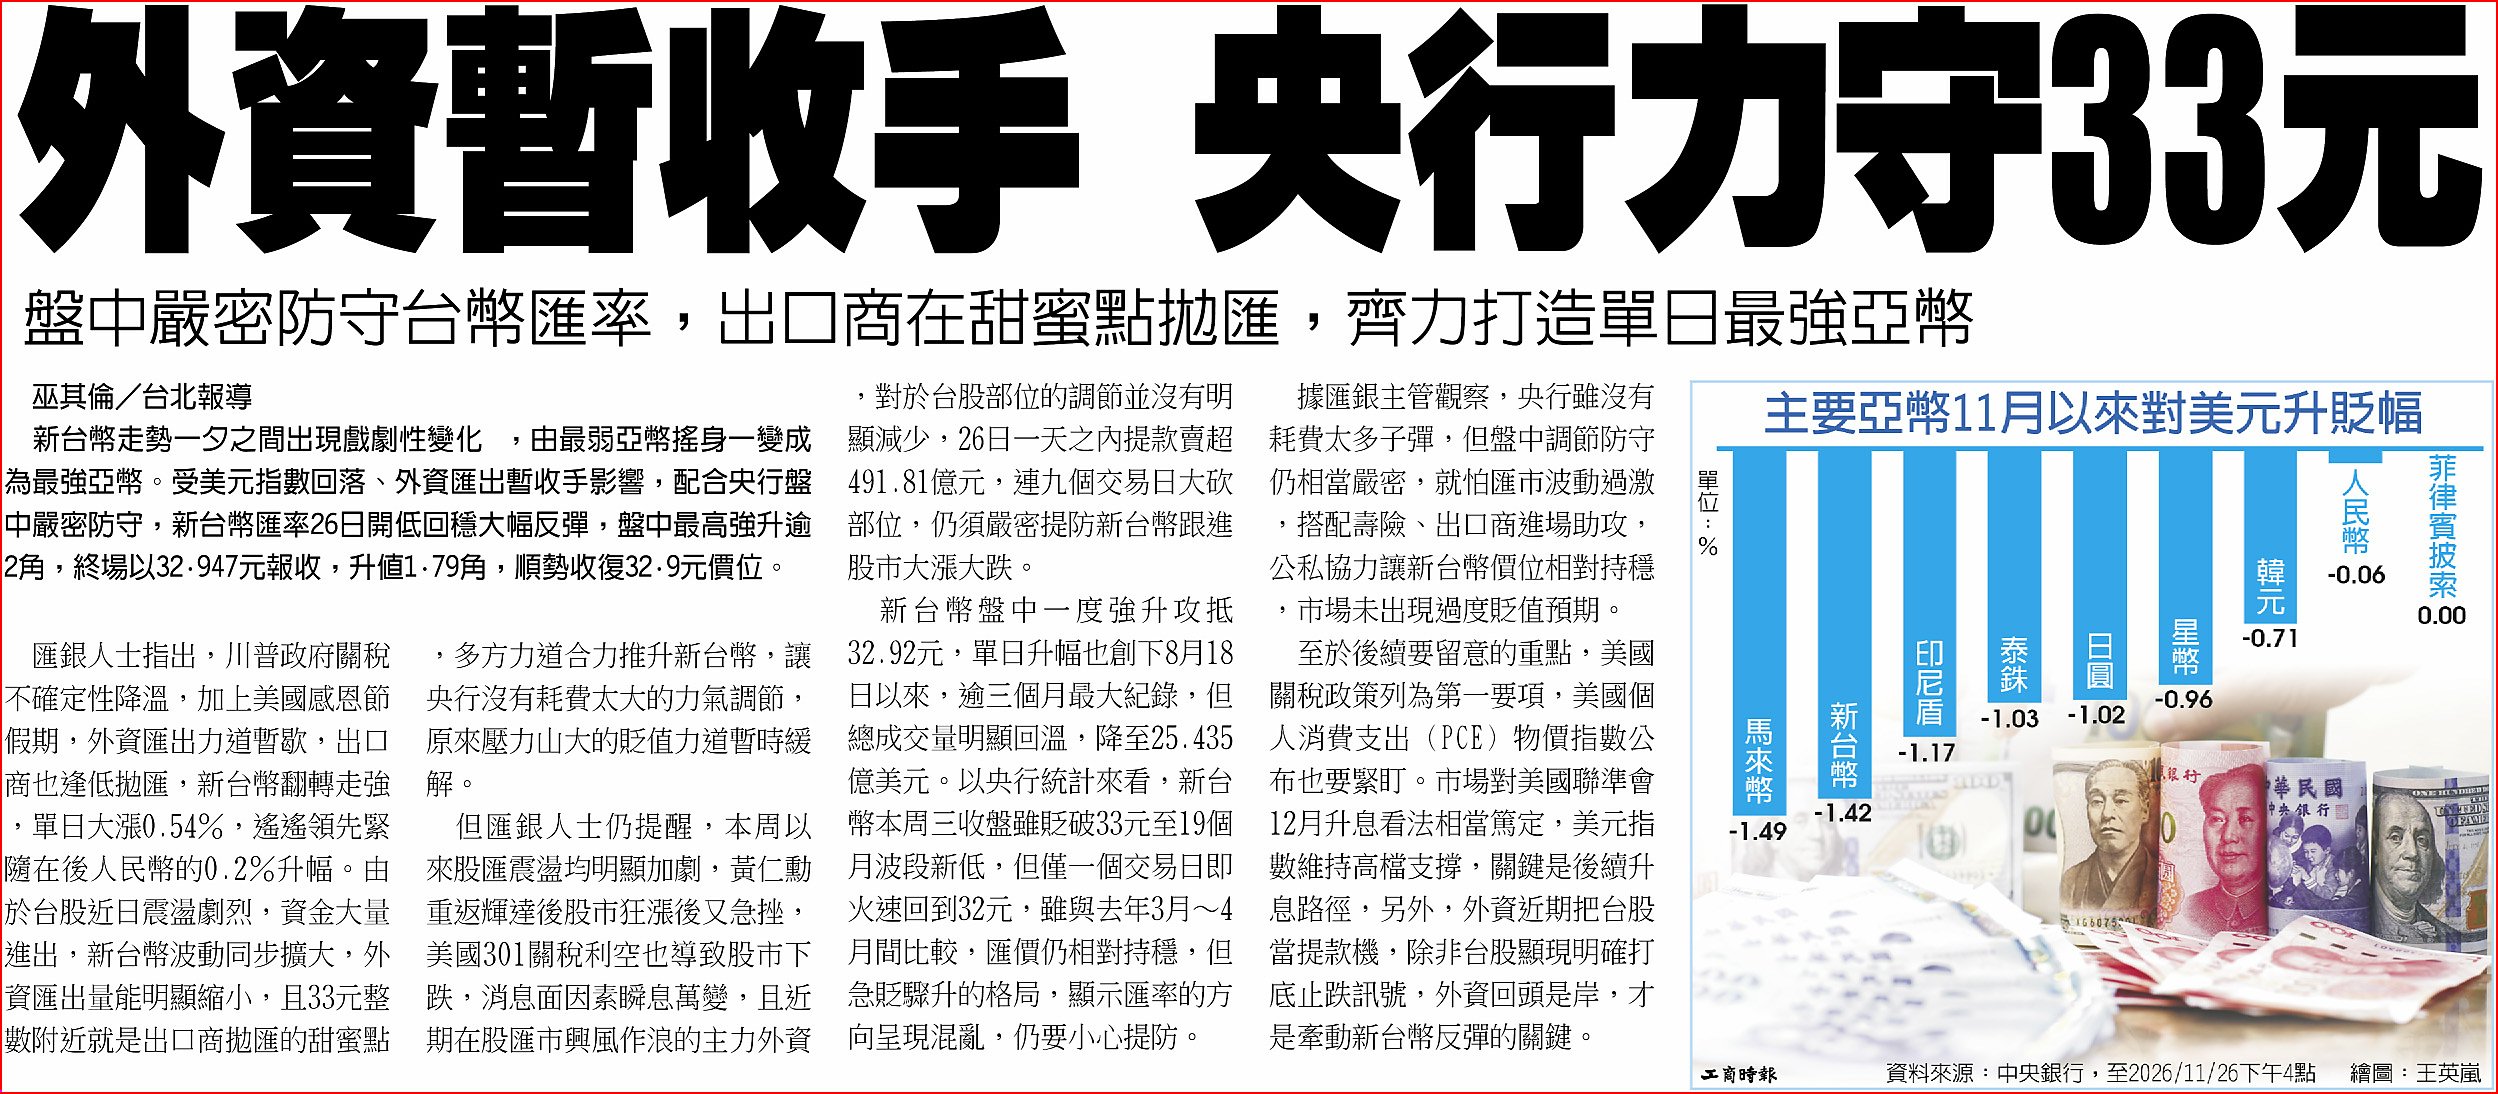 外資暫收手 央行力守33元
盤中嚴密防守台幣匯率，出口商在甜蜜點拋匯，齊力打造單日最強亞幣
巫其倫／台北報導
新台幣走勢一夕之間出現戲劇性變化 ，由最弱亞幣搖身一變成
為最強亞幣。受美元指數回落、外資匯出暫收手影響，配合央行盤
中嚴密防守，新台幣匯率26日開低回穩大幅反彈，盤中最高強升逾
2角，終場以32.947元報收，升值1.79角，順勢收復32.9元價位。
匯銀人士指出，川普政府關稅
不確定性降溫，加上美國感恩節
假期，外資匯出力道暫歇，出口
商也逢低拋匯，新台幣翻轉走強
，單日大漲0.54％，遙遙領先緊
隨在後人民幣的0.2％升幅。由
於台股近日震盪劇烈，資金大量
進出，新台幣波動同步擴大，外
資匯出量能明顯縮小，且33元整
數附近就是出口商拋匯的甜蜜點
，多方力道合力推升新台幣，讓
央行沒有耗費太大的力氣調節，
原來壓力山大的貶值力道暫時緩
解。
但匯銀人士仍提醒，本周以
來股匯震盪均明顯加劇，黃仁勳
重返輝達後股市狂漲後又急挫，
美國301關稅利空也導致股市下
跌，消息面因素瞬息萬變，且近
期在股匯市興風作浪的主力外資
，對於台股部位的調節並沒有明
顯減少，26日一天之內提款賣超
491.81億元，連九個交易日大砍
部位，仍須嚴密提防新台幣跟進
股市大漲大跌。
新台幣盤中一度強升攻抵
32.92元，單日升幅也創下8月18
日以來，逾三個月最大紀錄，但
總成交量明顯回溫，降至25.435
億美元。以央行統計來看，新台
幣本周三收盤雖貶破33元至19個
月波段新低，但僅一個交易日即
火速回到32元，雖與去年3月～4
月間比較，匯價仍相對持穩，但
急貶驟升的格局，顯示匯率的方
向呈現混亂，仍要小心提防。
據匯銀主管觀察，央行雖沒有
耗費太多子彈，但盤中調節防守
仍相當嚴密，就怕匯市波動過激
，搭配壽險、出口商進場助攻，
公私協力讓新台幣價位相對持穩
，市場未出現過度貶值預期。
至於後續要留意的重點，美國
關稅政策列為第一要項，美國個
人消費支出（PCE）物價指數公
布也要緊盯。市場對美國聯準會
12月升息看法相當篤定，美元指
數維持高檔支撐，關鍵是後續升
息路徑，另外，外資近期把台股
當提款機，除非台股顯現明確打
底止跌訊號，外資回頭是岸，才
是牽動新台幣反彈的關鍵。
主要亞幣11月以來對美元升貶幅
單位：％
馬來幣
-1.49
新台幣
-1.42
印尼盾
-1.17
泰銖
-1.03
日圓
-1.02
星幣
-0.96
韓元
-0.71
人民幣
-0.06
菲律賓披索
0.00
工商時報
資料來源：中央銀行，至2026/11/26下午4點 繪圖：王英嵐